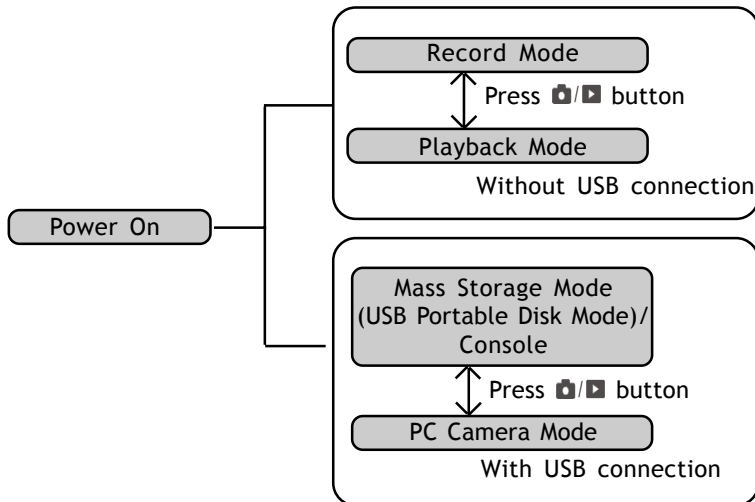 Record Mode
Press / button
Playback Mode
Without USB connection
Power On
Mass Storage Mode
(USB Portable Disk Mode)/
Console
Press / button
PC Camera Mode
With USB connection